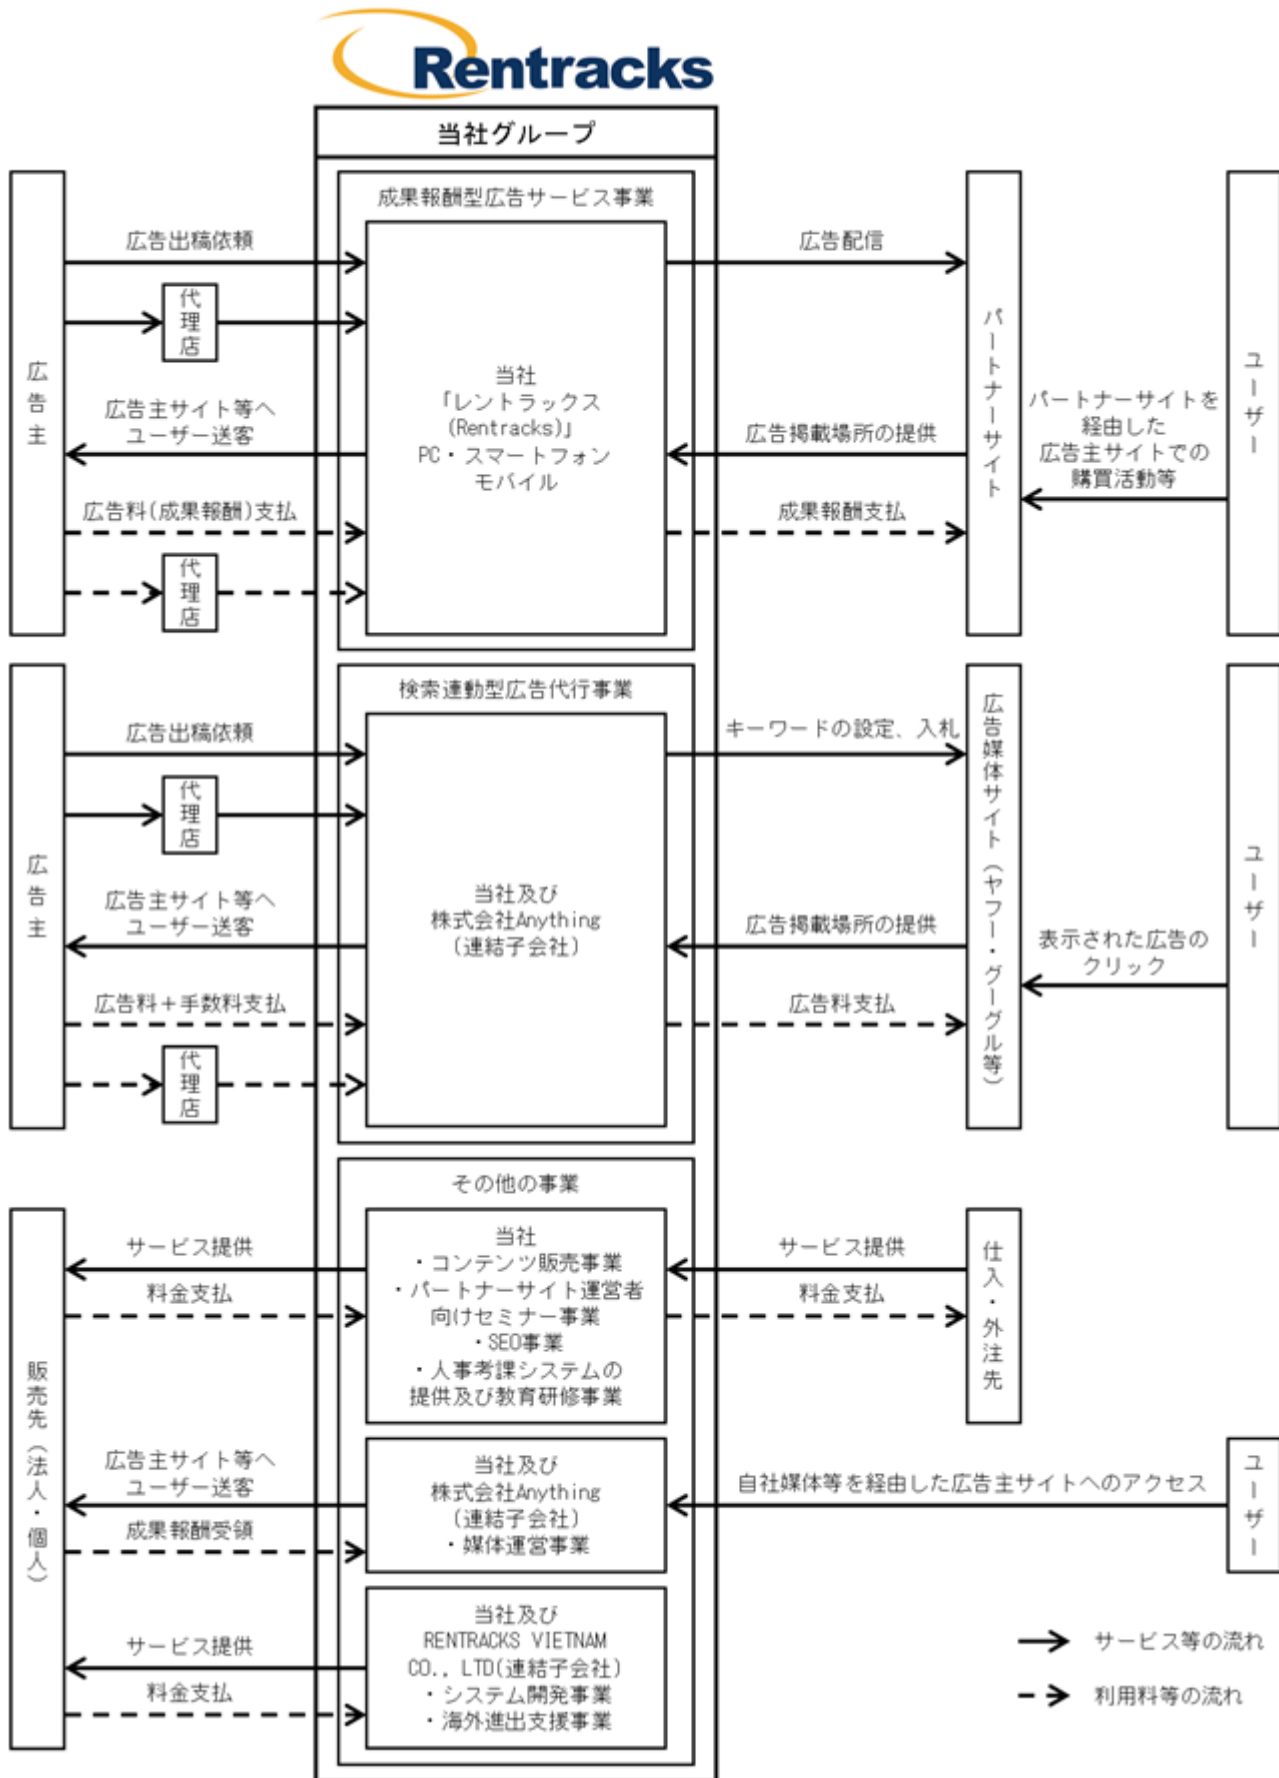 Rentracks
当社グループ
成果報酬型広告サービス事業
広告主
広告出稿依頼
代理店
広告主サイト等へ
ユーザー送客
広告料(成果報酬)支払
代理店
当社
「レントラックス
(Rentracks)」
PC・スマートフォン
モバイル
広告配信
広告掲載場所の提供
成果報酬支払
パートナーサイト
パートナーサイトを
経由した
広告主サイトでの
購買活動等
ユーザー
検索連動型広告代行事業
広告主
広告出稿依頼
代理店
広告主サイト等へ
ユーザー送客
広告料＋手数料支払
代理店
当社及び
株式会社Anything
(連結子会社)
キーワードの設定、入札
広告掲載場所の提供
広告料支払
広告媒体サイト（ヤフー・グーグル等）
表示された広告の
クリック
ユーザー
その他の事業
販売先（法人・個人）
サービス提供
料金支払
当社
・コンテンツ販売事業
・パートナーサイト運営者
向けセミナー事業
・SEO事業
・人事考課システムの
提供及び教育研修事業
サービス提供
料金支払
仕入・外注先
広告主サイト等へ
ユーザー送客
成果報酬受領
当社及び
株式会社Anything
(連結子会社)
・媒体運営事業
自社媒体等を経由した広告主サイトへのアクセス
ユーザー
サービス提供
料金支払
当社及び
RENTRACKS VIETNAM
CO., LTD(連結子会社)
・システム開発事業
・海外進出支援事業
サービス等の流れ
利用料等の流れ